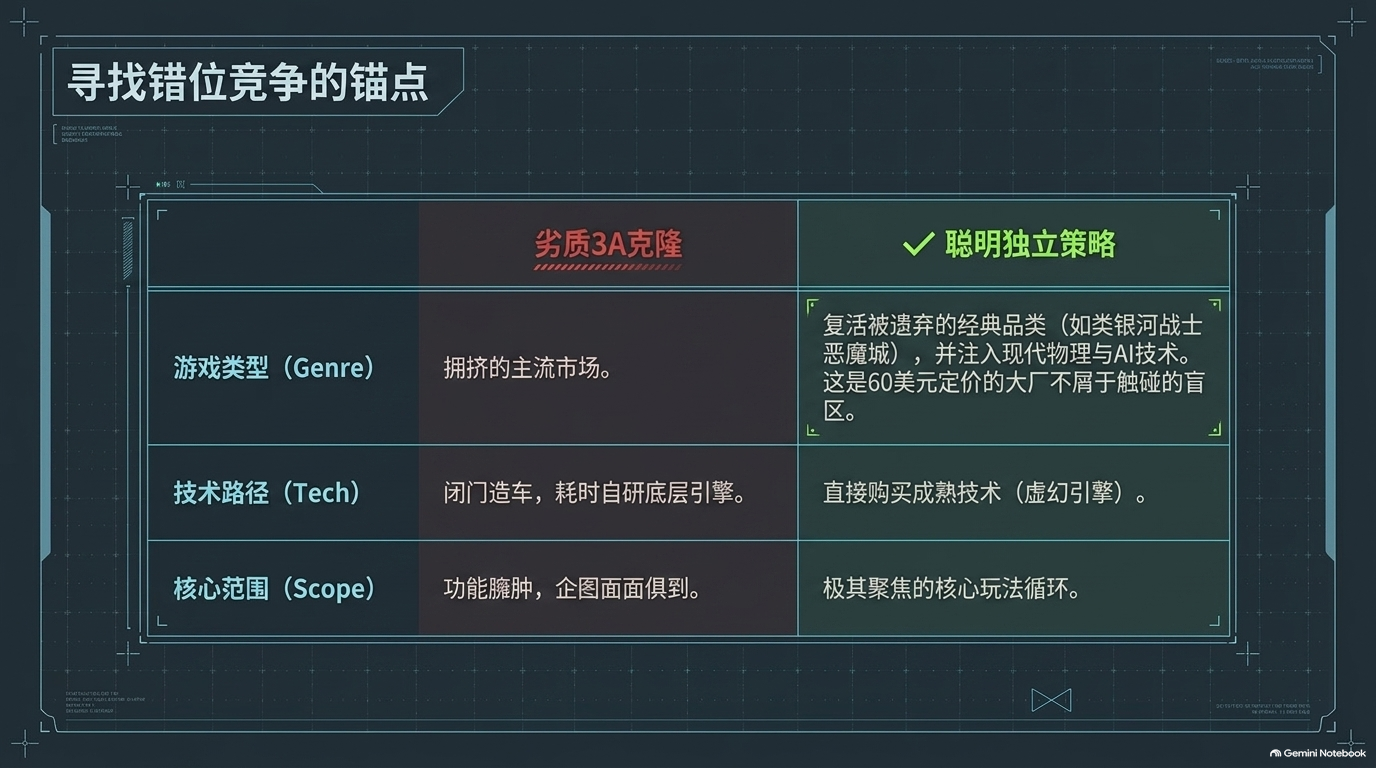 寻找错位竞争的锚点
劣质3A克隆
聪明独立策略
游戏类型（Genre）
拥挤的主流市场。
复活被遗弃的经典品类（如类银河战士
恶魔城），并注入现代物理与AI技术。
这是60美元定价的大厂不屑于触碰的盲
区。
技术路径（Tech）
闭门造车，耗时自研底层引擎。
直接购买成熟技术（虚幻引擎）。
核心范围（Scope）
功能臃肿，企图面面俱到。
极其聚焦的核心玩法循环。
Gemini Notebook